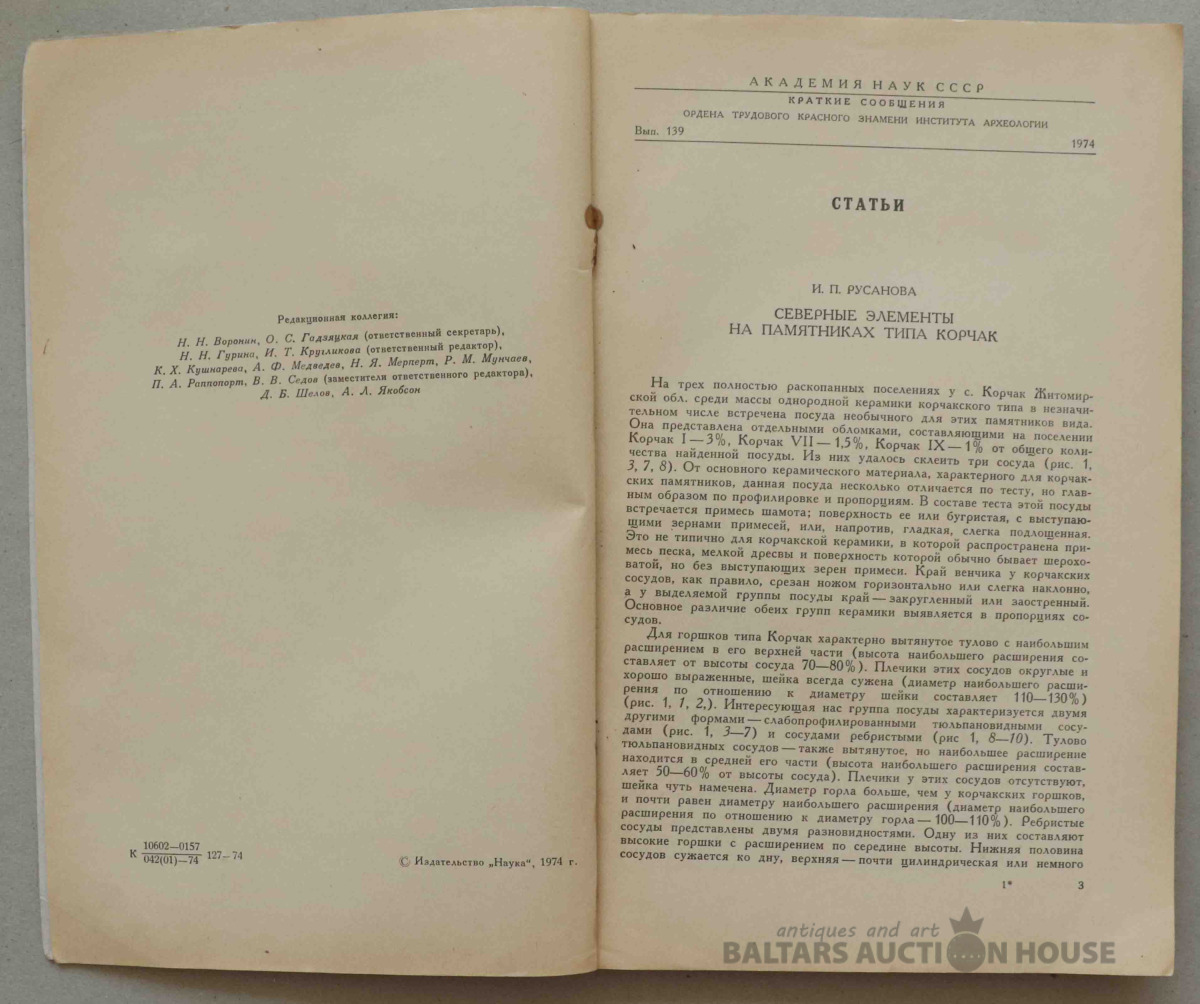 Редакционная коллегия:
Н. Н. Воронин, О. С. Гадзяцкая (ответственный секретарь),
Н. Н. Гурина, И. Т. Кругликова (ответственный редактор),
К. Х. Кушнарева, А. Ф. Медведев, Н. Я. Мерперт, Р. М. Мунчаев,
П. А. Раппопорт, В. В. Седов (заместители ответственного редактора),
Д. Б. Шелов, А. Л. Якобсон
К 10602—0157
042(01)—74 127—74
© Издательство „Наука“, 1974 г.
АКАДЕМИЯ НАУК СССР
КРАТКИЕ СООБЩЕНИЯ
ОРДЕНА ТРУДОВОГО КРАСНОГО ЗНАМЕНИ ИНСТИТУТА АРХЕОЛОГИИ
Вып. 139
1974
СТАТЬИ
И. П. РУСАНОВА
СЕВЕРНЫЕ ЭЛЕМЕНТЫ
НА ПАМЯТНИКАХ ТИПА КОРЧАК
На трех полностью раскопанных поселениях у с. Корчак Житомир-
ской обл. среди массы однородной керамики корчакского типа в незначи-
тельном числе встречена посуда необычного для этих памятников вида.
Она представлена отдельными обломками, составляющими на поселении
Корчак I—3%, Корчак VII—1,5%, Корчак IX—1% от общего коли-
чества найденной посуды. Из них удалось склеить три сосуда (рис. 1,
3, 7, 8). От основного керамического материала, характерного для корчак-
ских памятников, данная посуда несколько отличается по тесту, но глав-
ным образом по профилировке и пропорциям. В составе теста этой посуды
встречается примесь шамота; поверхность ее или бугристая, с выступаю-
щими зернами примесей, или, напротив, гладкая, слегка подлощенная.
Это не типично для корчакской керамики, в которой распространена при-
месь песка, мелкой дресвы и поверхность которой обычно бывает шерохо-
ватой, но без выступающих зерен примеси. Край венчика у корчакских
сосудов, как правило, срезан ножом горизонтально или слегка наклонно,
а у выделяемой группы посуды край—закругленный или заостренный.
Основное различие обеих групп керамики выявляется в пропорциях со-
судов.
Для горшков типа Корчак характерно вытянутое тулово с наибольшим
расширением в его верхней части (высота наибольшего расширения со-
ставляет от высоты сосуда 70—80%). Плечики этих сосудов округлые и
хорошо выраженные, шейка всегда сужена (диаметр наибольшего расши-
рения по отношению к диаметру шейки составляет 110—130%)
(рис. 1, 1, 2,). Интересующая нас группа посуды характеризуется двумя
другими формами—слабопрофилированными тюльпановидными сосу-
дами (рис. 1, 3—7) и сосудами ребристыми (рис 1, 8—10). Тулово
тюльпановидных сосудов—также вытянутое, но наибольшее расширение
находится в средней его части (высота наибольшего расширения состав-
ляет 50—60% от высоты сосуда). Плечики у этих сосудов отсутствуют,
шейка чуть намечена. Диаметр горла больше, чем у корчакских горшков,
и почти равен диаметру наибольшего расширения (диаметр наибольшего
расширения по отношению к диаметру горла—100—110%). Ребристые
сосуды представлены двумя разновидностями. Одну из них составляют
высокие горшки с расширением по середине высоты. Нижняя половина
сосудов сужается ко дну, верхняя—почти цилиндрическая или немного
1* 3
antiques and art
BALTARS AUCTION HOUSE